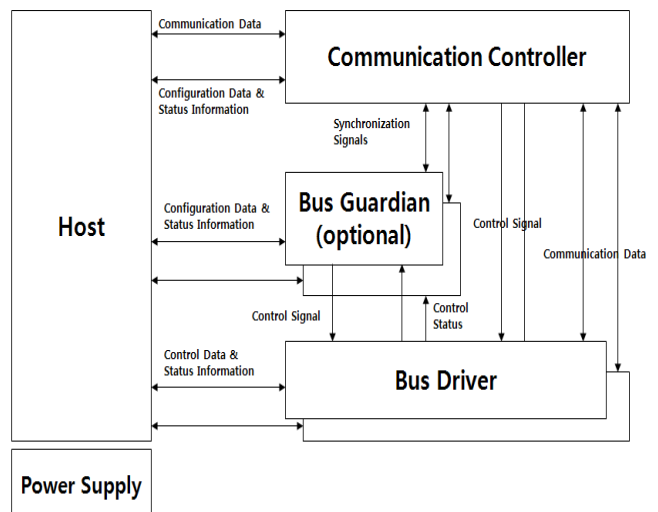 Communication Data
Communication Controller
Configuration Data &
Status Information
Synchronization
Signals
Bus Guardian
(optional)
Configuration Data &
Status Information
Host
Control Signal
Communication Data
Control Signal
Control
Status
Control Data &
Status Information
Bus Driver
Power Supply